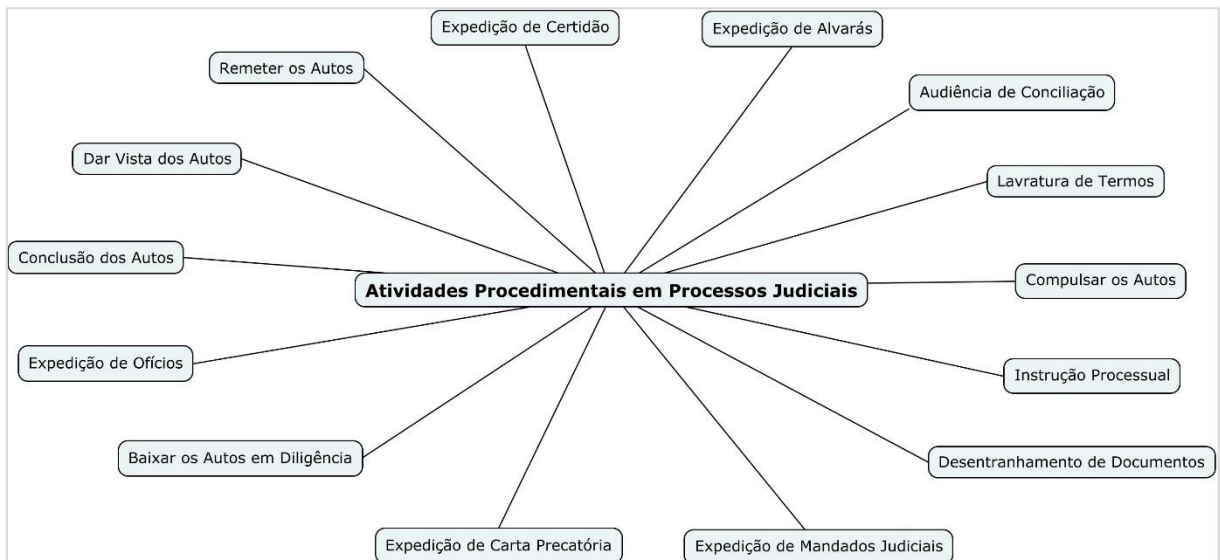 Expedição de Certidão
Expedição de Alvarás
Remeter os Autos
Audiência de Conciliação
Dar Vista dos Autos
Lavratura de Termos
Conclusão dos Autos
Compulsar os Autos
Atividades Procedimentais em Processos Judiciais
Expedição de Ofícios
Instrução Processual
Baixar os Autos em Diligência
Desentranhamento de Documentos
Expedição de Carta Precatória
Expedição de Mandados Judiciais